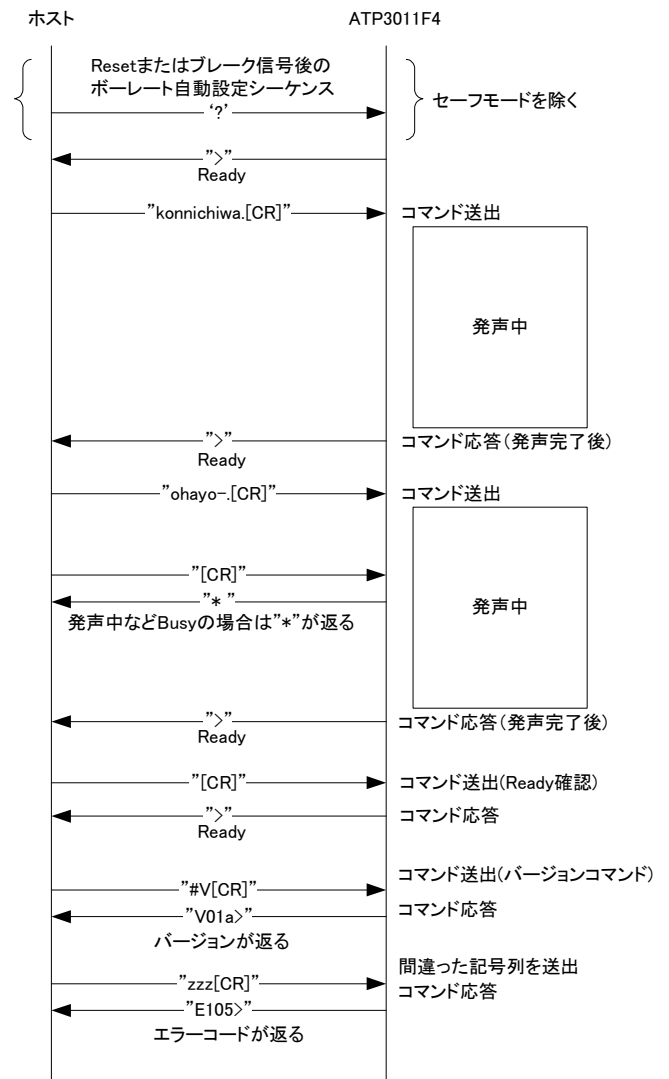 ホスト
ATP3011F4
Resetまたはブレーク信号後の
ボーレート自動設定シーケンス
‘?’
セーフモードを除く
”>”
Ready
”konnichiwa.[CR]”
コマンド送出
発声中
”>”
コマンド応答(発声完了後)
Ready
”ohayo-.[CR]”
コマンド送出
”[CR]”
”* ”
発声中
発声中などBusyの場合は”*”が返る
”>”
コマンド応答(発声完了後)
Ready
”[CR]”
コマンド送出(Ready確認)
”>”
コマンド応答
Ready
コマンド送出(バージョンコマンド)
”#V[CR]”
コマンド応答
”V01a>”
バージョンが返る
間違った記号列を送出
”zzz[CR]”
コマンド応答
”E105>”
エラーコードが返る